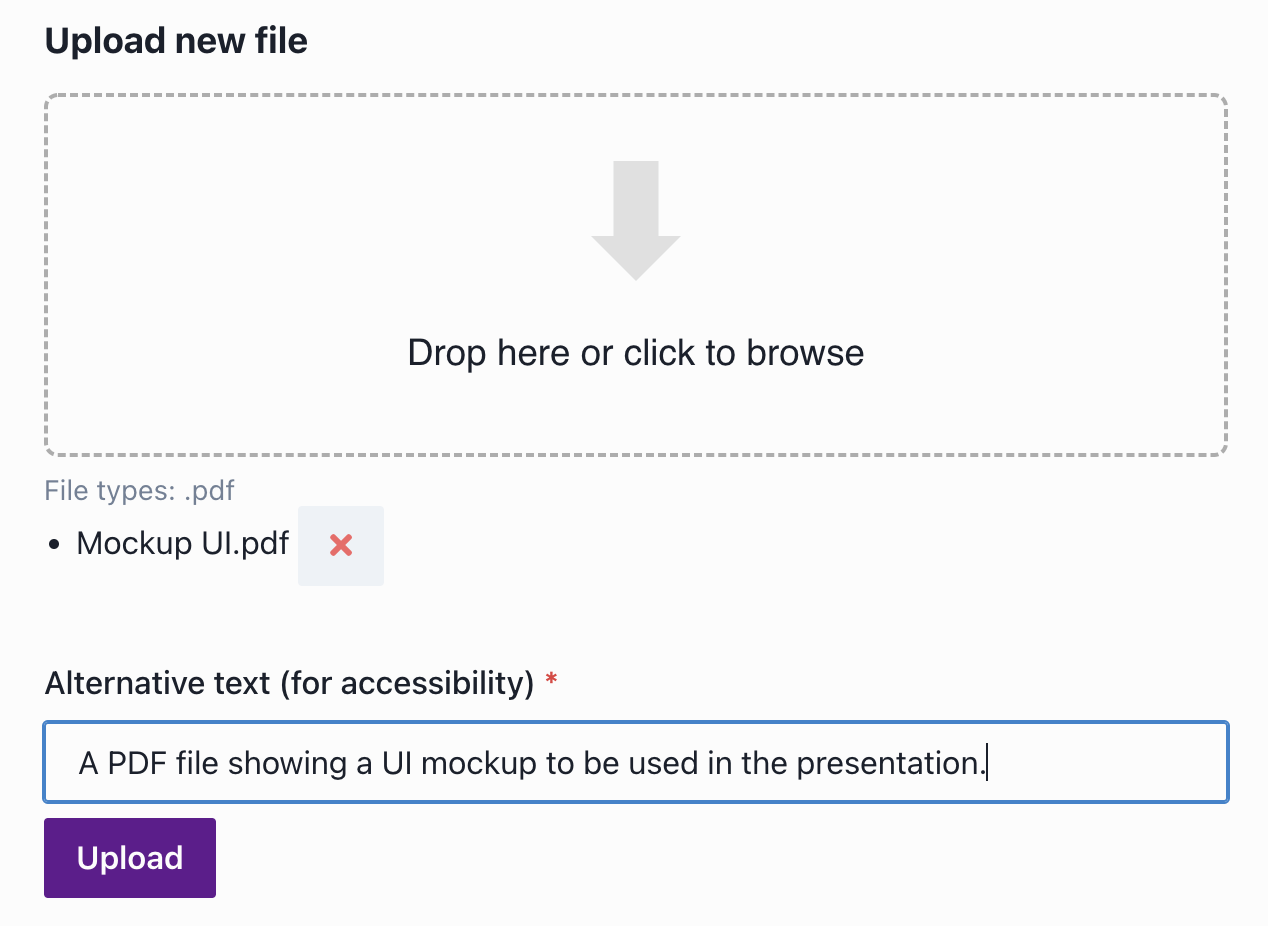 Upload new file
Drop here or click to browse
File types: .pdf
• Mockup UI.pdf
Alternative text (for accessibility) *
A PDF file showing a UI mockup to be used in the presentation.
Upload